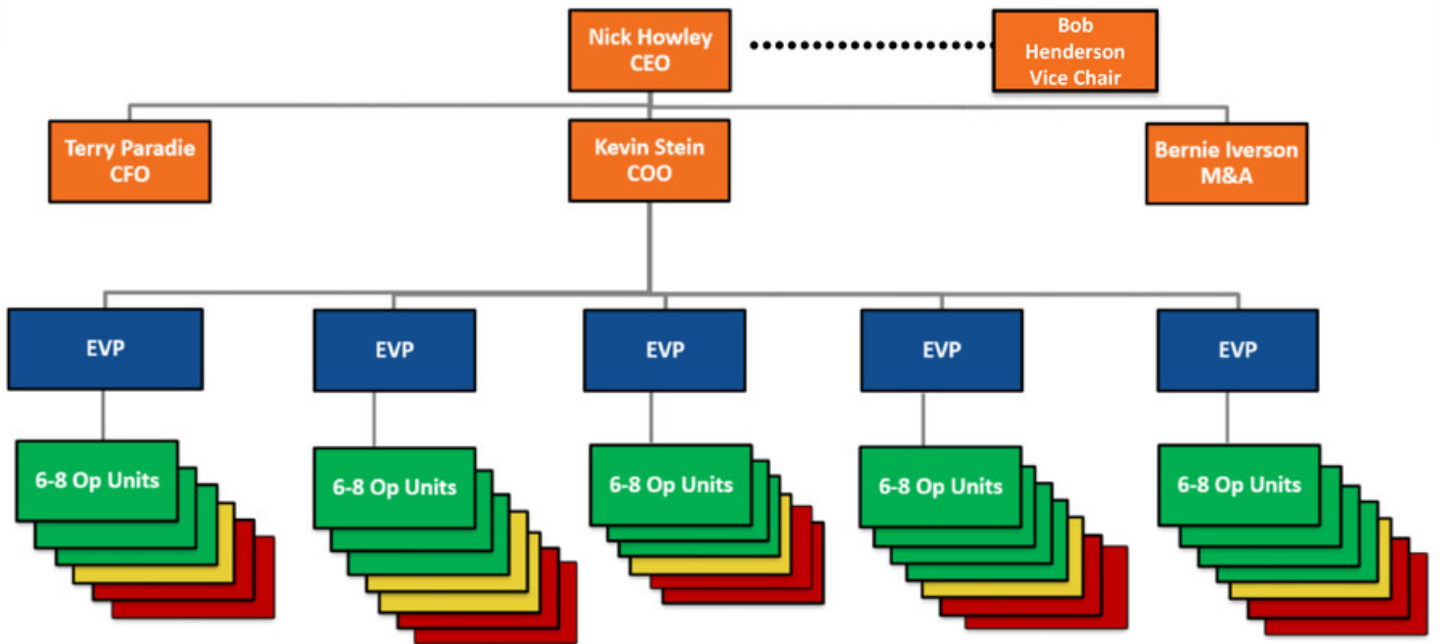 Nick Howley
CEO
Bob
Henderson
Vice Chair
Terry Paradie
CFO
Kevin Stein
COO
Bernie Iverson
M&A
EVP
EVP
EVP
EVP
EVP
6-8 Op Units
6-8 Op Units
6-8 Op Units
6-8 Op Units
6-8 Op Units